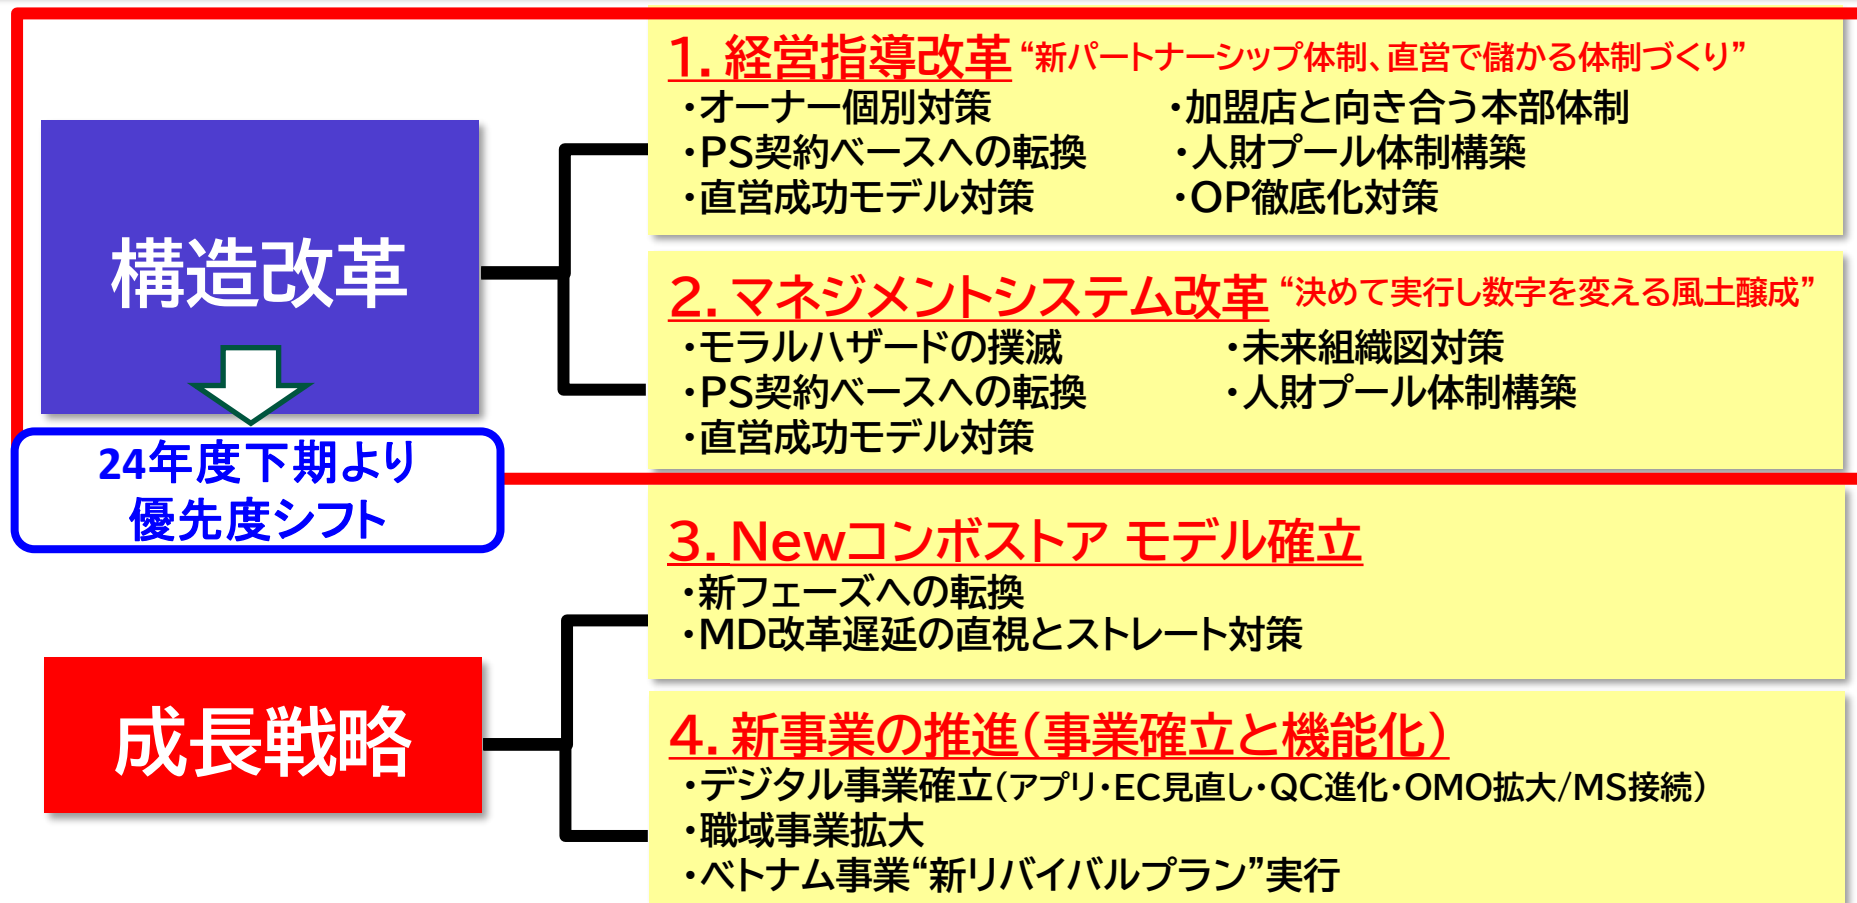 構造改革
24年度下期より
優先度シフト
1. 経営指導改革 “新パートナーシップ体制、直営で儲かる体制づくり”
・オーナー個別対策 ・加盟店と向き合う本部体制
・PS契約ベースへの転換 ・人財プール体制構築
・直営成功モデル対策 ・OP徹底化対策
2. マネジメントシステム改革 “決めて実行し数字を変える風土醸成”
・モラルハザードの撲滅 ・未来組織図対策
・PS契約ベースへの転換 ・人財プール体制構築
・直営成功モデル対策
成長戦略
3. Newコンボストア モデル確立
・新フェーズへの転換
・MD改革遅延の直視とストレート対策
4. 新事業の推進（事業確立と機能化）
・デジタル事業確立（アプリ・EC見直し・QC進化・OMO拡大/MS接続）
・職域事業拡大
・ベトナム事業“新リバイバルプラン”実行